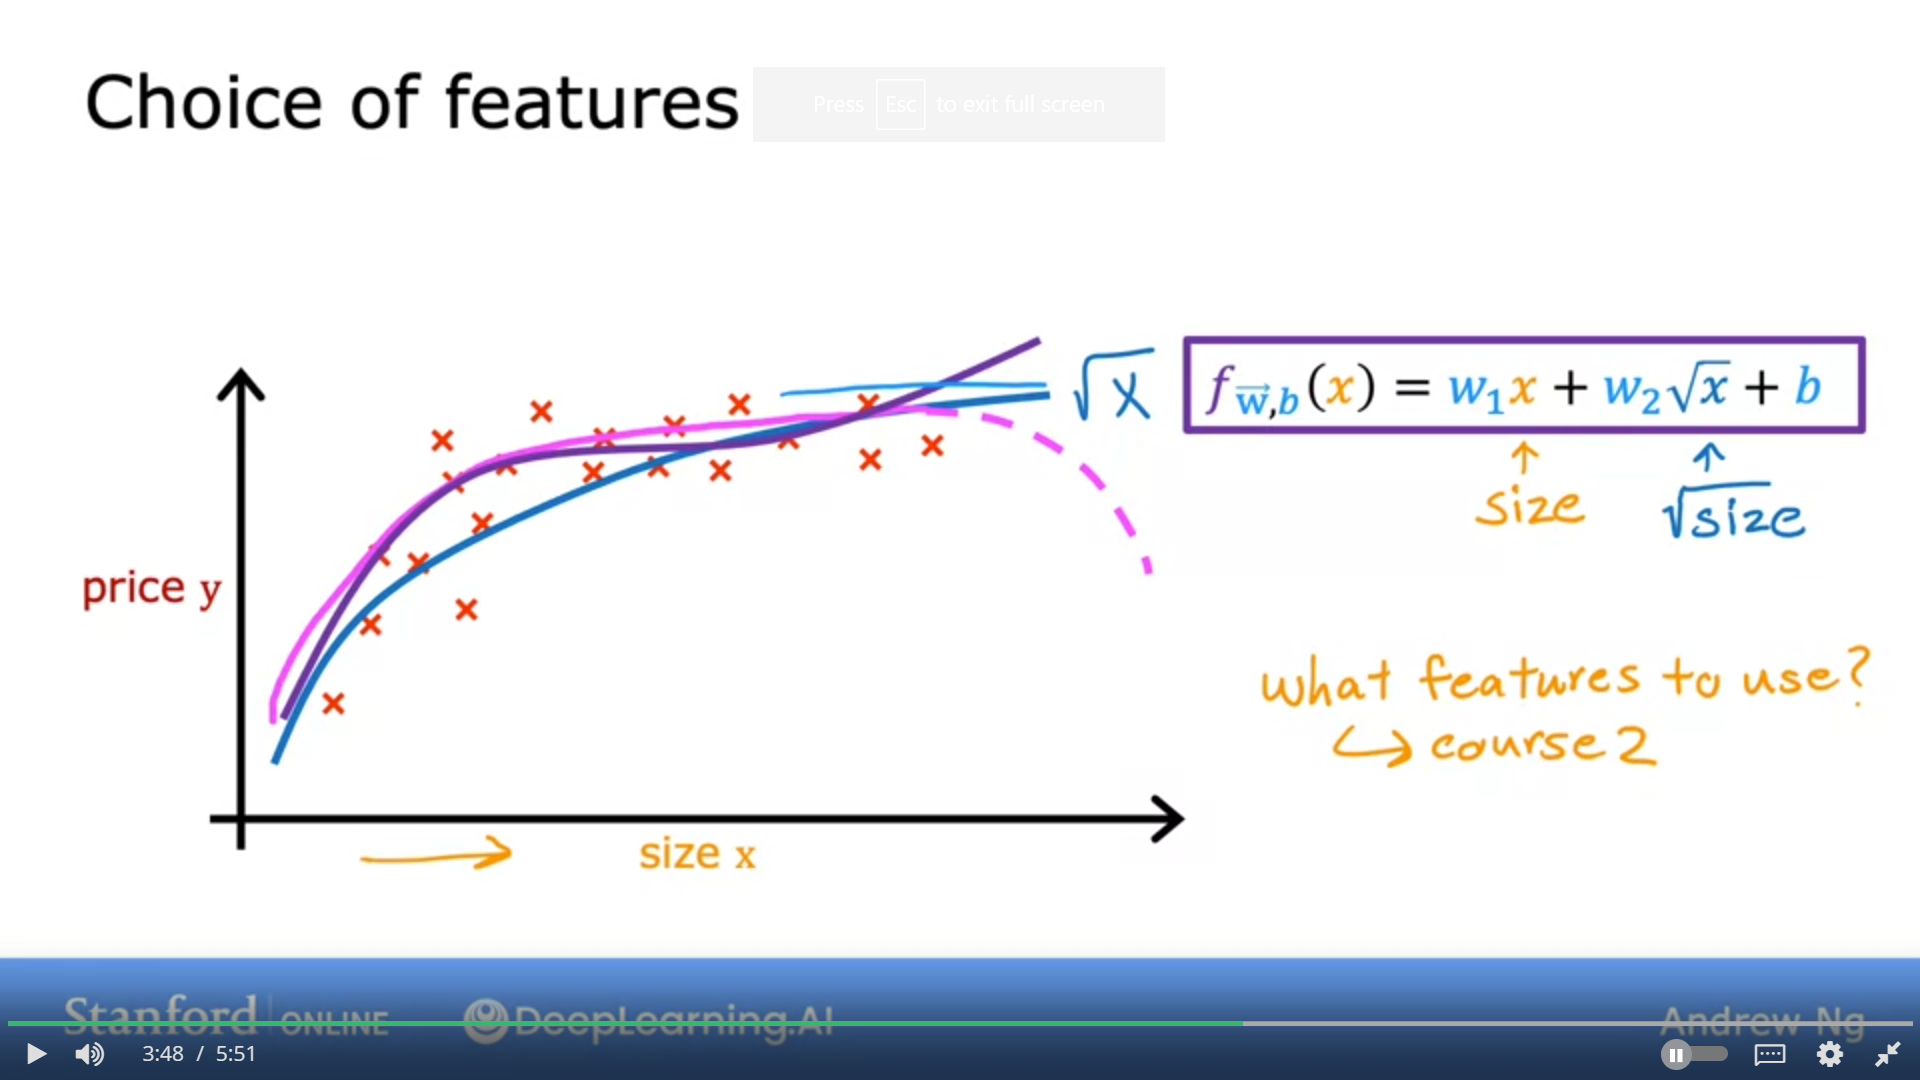 Choice of features
Press Esc to exit full screen
√x
f w⃗,b (x) = w₁x + w₂√x + b
size
√size
price y
what features to use?
↪ course 2
size x
Stanford | ONLINE
DeepLearning.AI
Andrew Ng
3:48 / 5:51